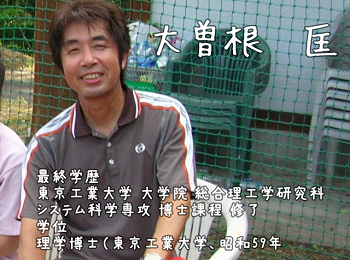 大曽根 匡
最終学歴
東京工業大学 大学院 総合理工学研究科
システム科学専攻 博士課程 修了
学位
理学博士(東京工業大学、昭和59年